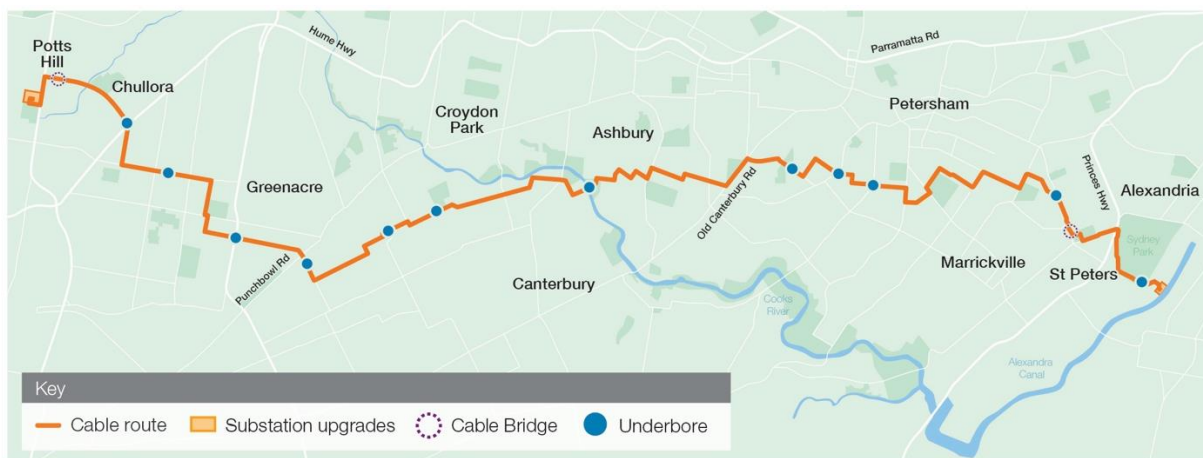 Potts
Hill
Chullora
Hume Hwy
Parramatta Rd
Croydon
Park
Petersham
Ashbury
Greenacre
Princes Hwy
Alexandria
Old Canterbury Rd
Sydney
Park
Punchbowl Rd
Canterbury
Marrickville
St Peters
Cooks
River
Alexandra
Canal
Key
Cable route
Substation upgrades
Cable Bridge
Underbore